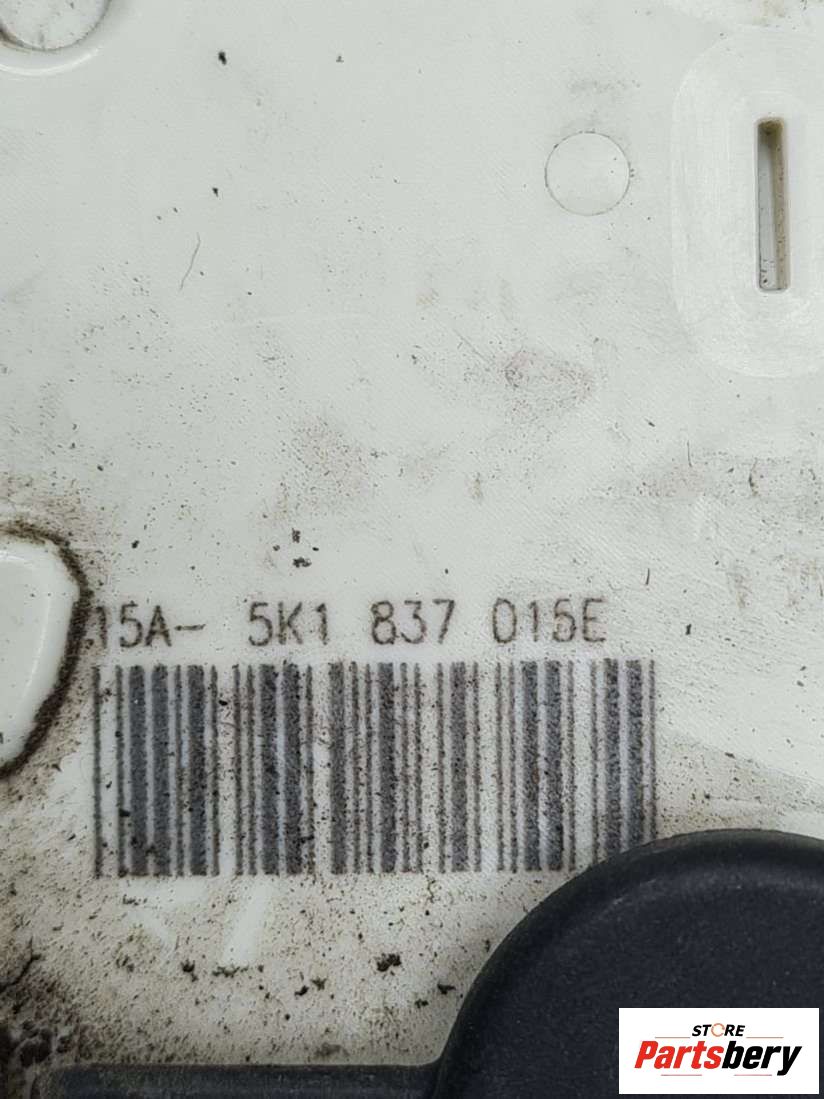 15A- 5K1 837 015E
STORE
Partsbery